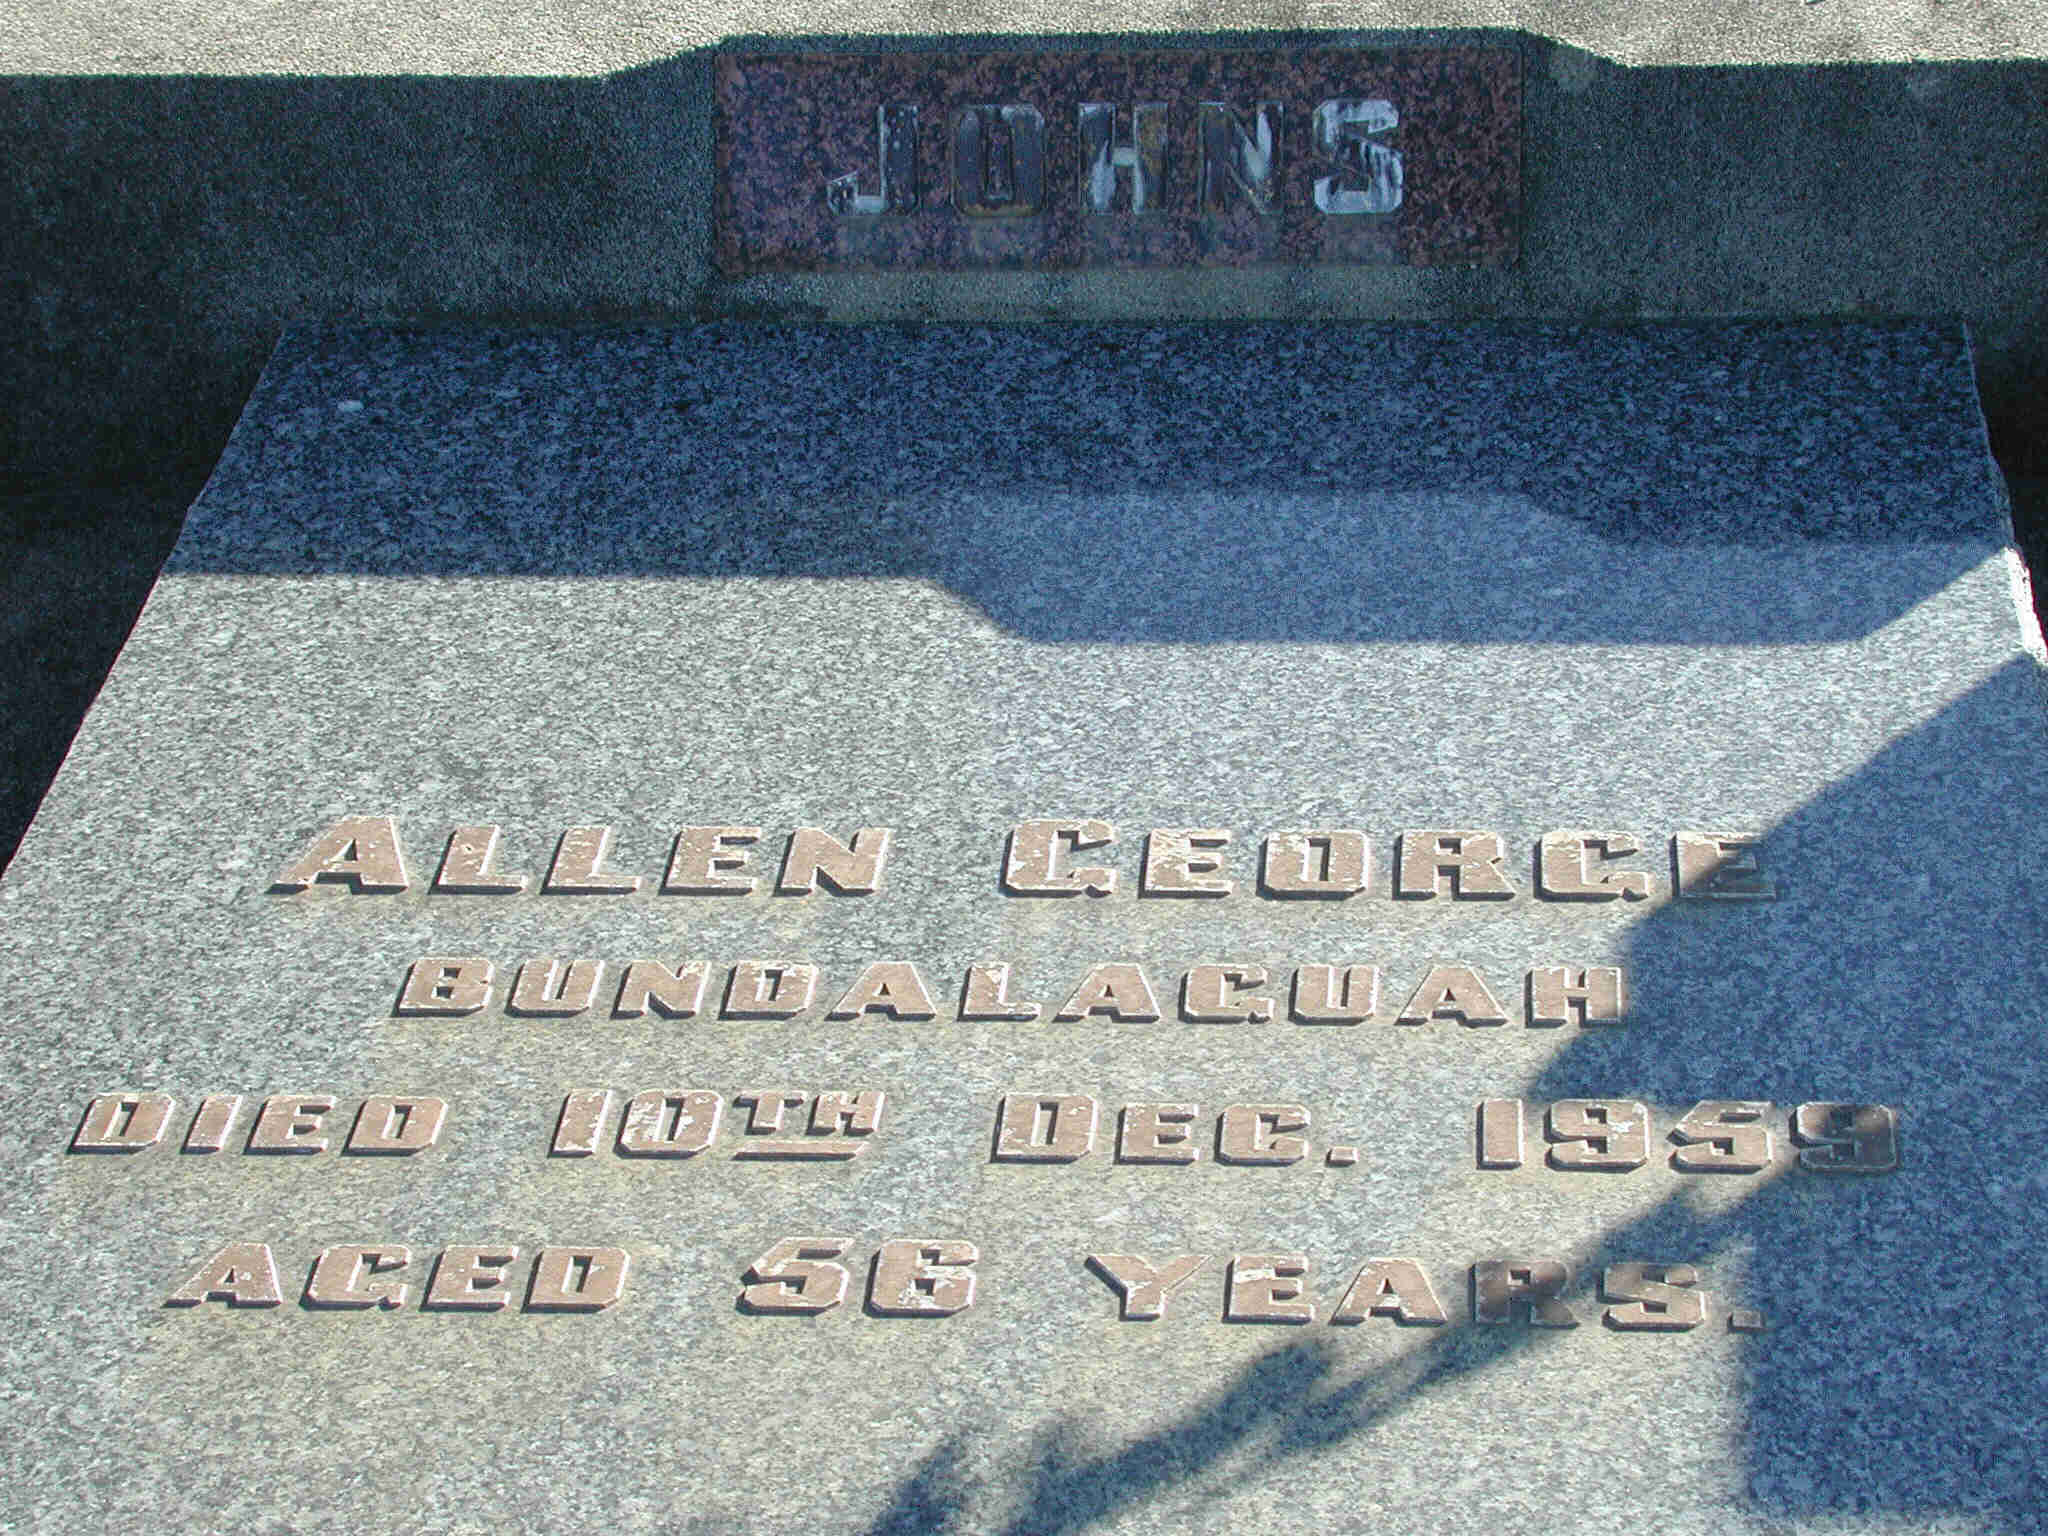 JOHNS
ALLEN GEORGE
BUNDALAGUAH
DIED 10TH DEC. 1959
AGED 56 YEARS.